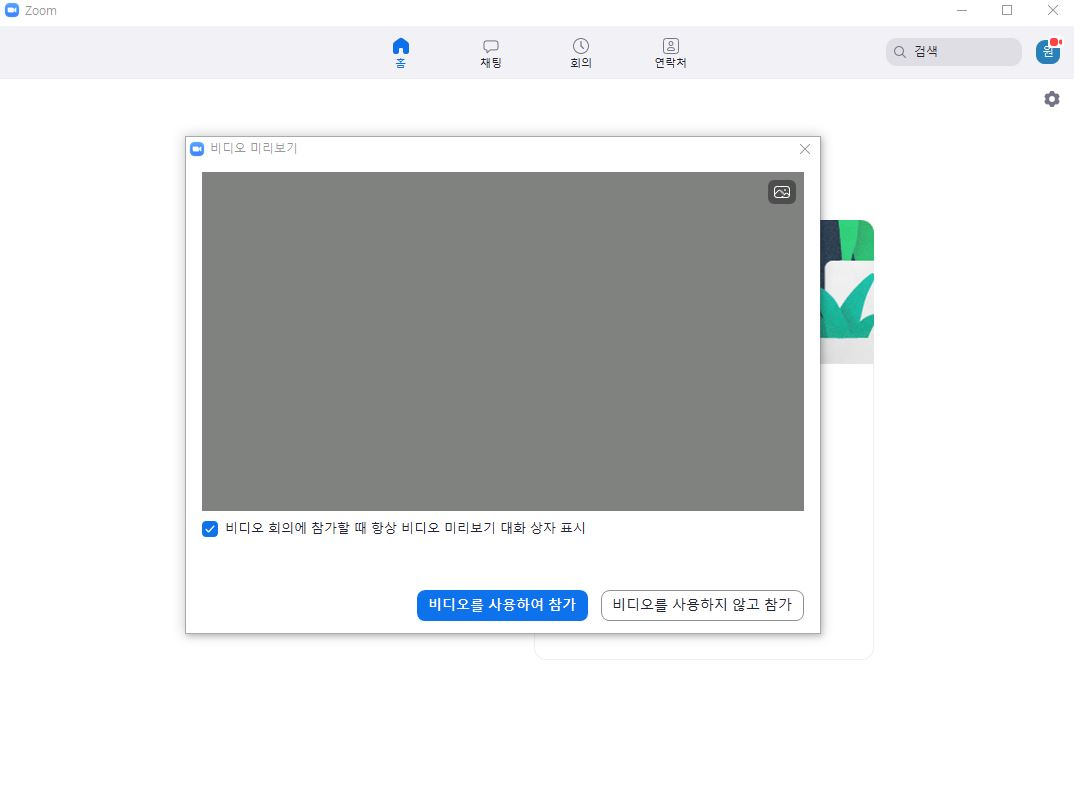 Zoom
홈
채팅
회의
연락처
검색
원
비디오 미리보기
비디오 회의에 참가할 때 항상 비디오 미리보기 대화 상자 표시
비디오를 사용하여 참가
비디오를 사용하지 않고 참가